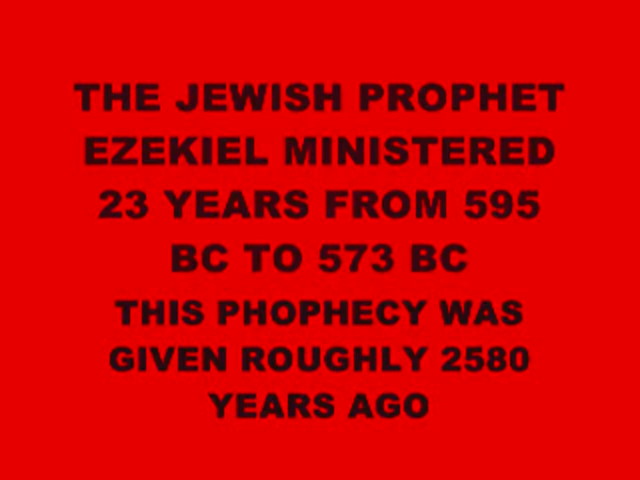 THE JEWISH PROPHET
EZEKIEL MINISTERED
23 YEARS FROM 595
BC TO 573 BC
THIS PHOPHECY WAS
GIVEN ROUGHLY 2580
YEARS AGO